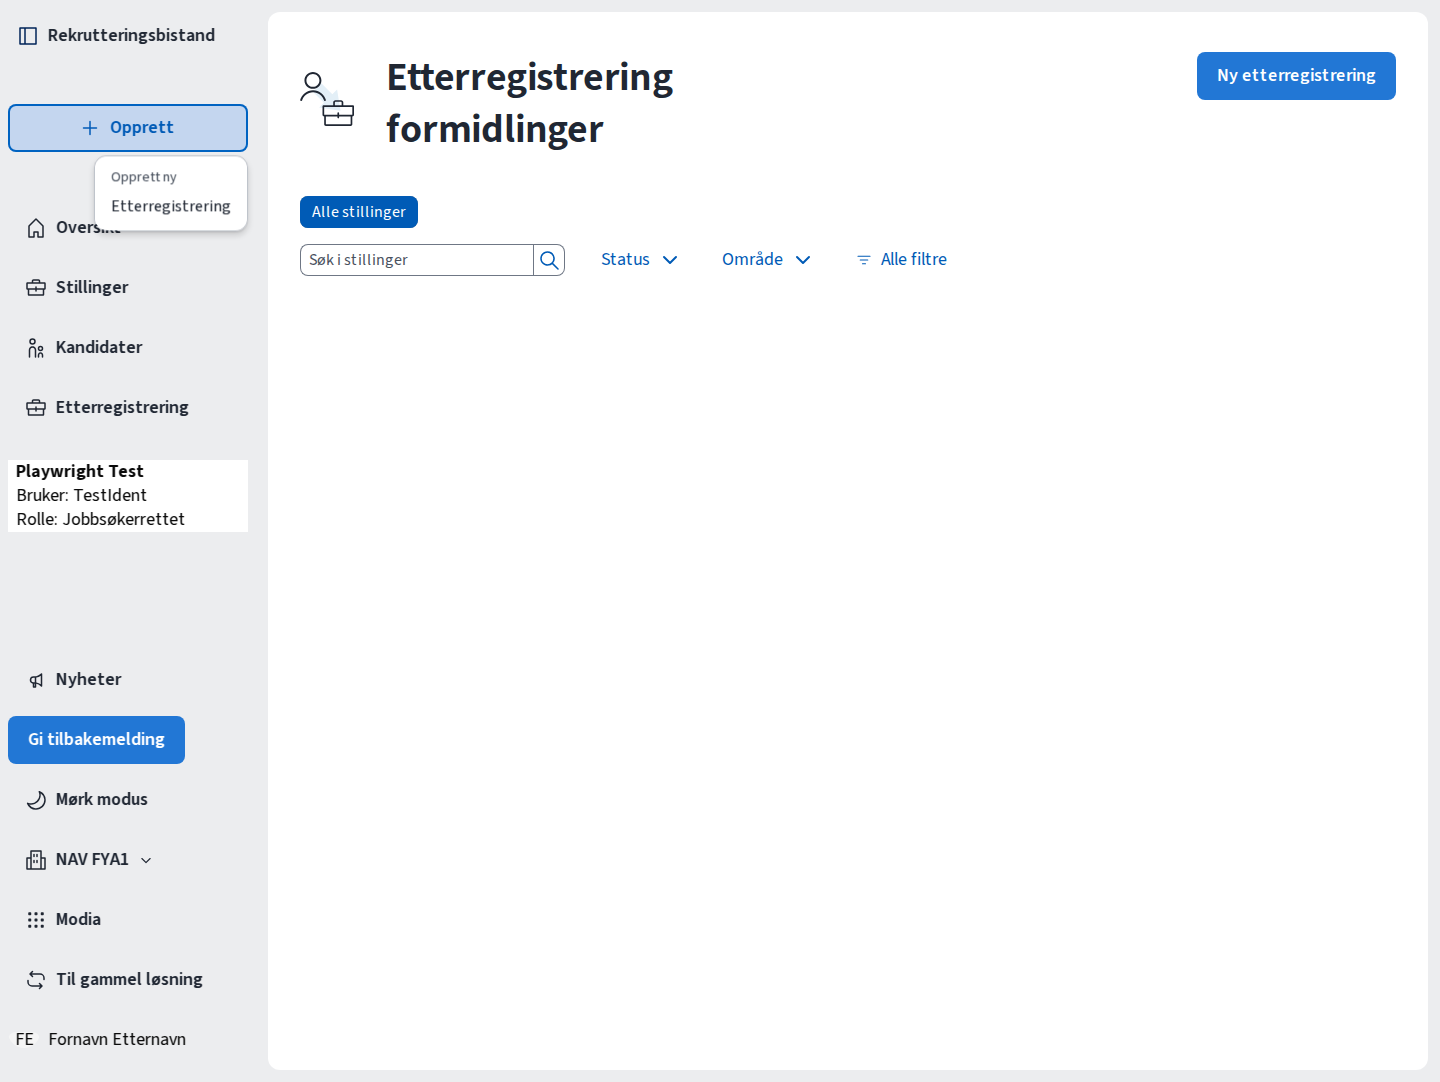 Rekrutteringsbistand
Opprett
Opprett ny
Etterregistrering
Oversikt
Stillinger
Kandidater
Etterregistrering
Playwright Test
Bruker: TestIdent
Rolle: Jobbsøkerrettet
Nyheter
Gi tilbakemelding
Mørk modus
NAV FYA1
Modia
Til gammel løsning
FE Fornavn Etternavn
Etterregistrering
formidlinger
Ny etterregistrering
Alle stillinger
Søk i stillinger
Status
Område
Alle filtre